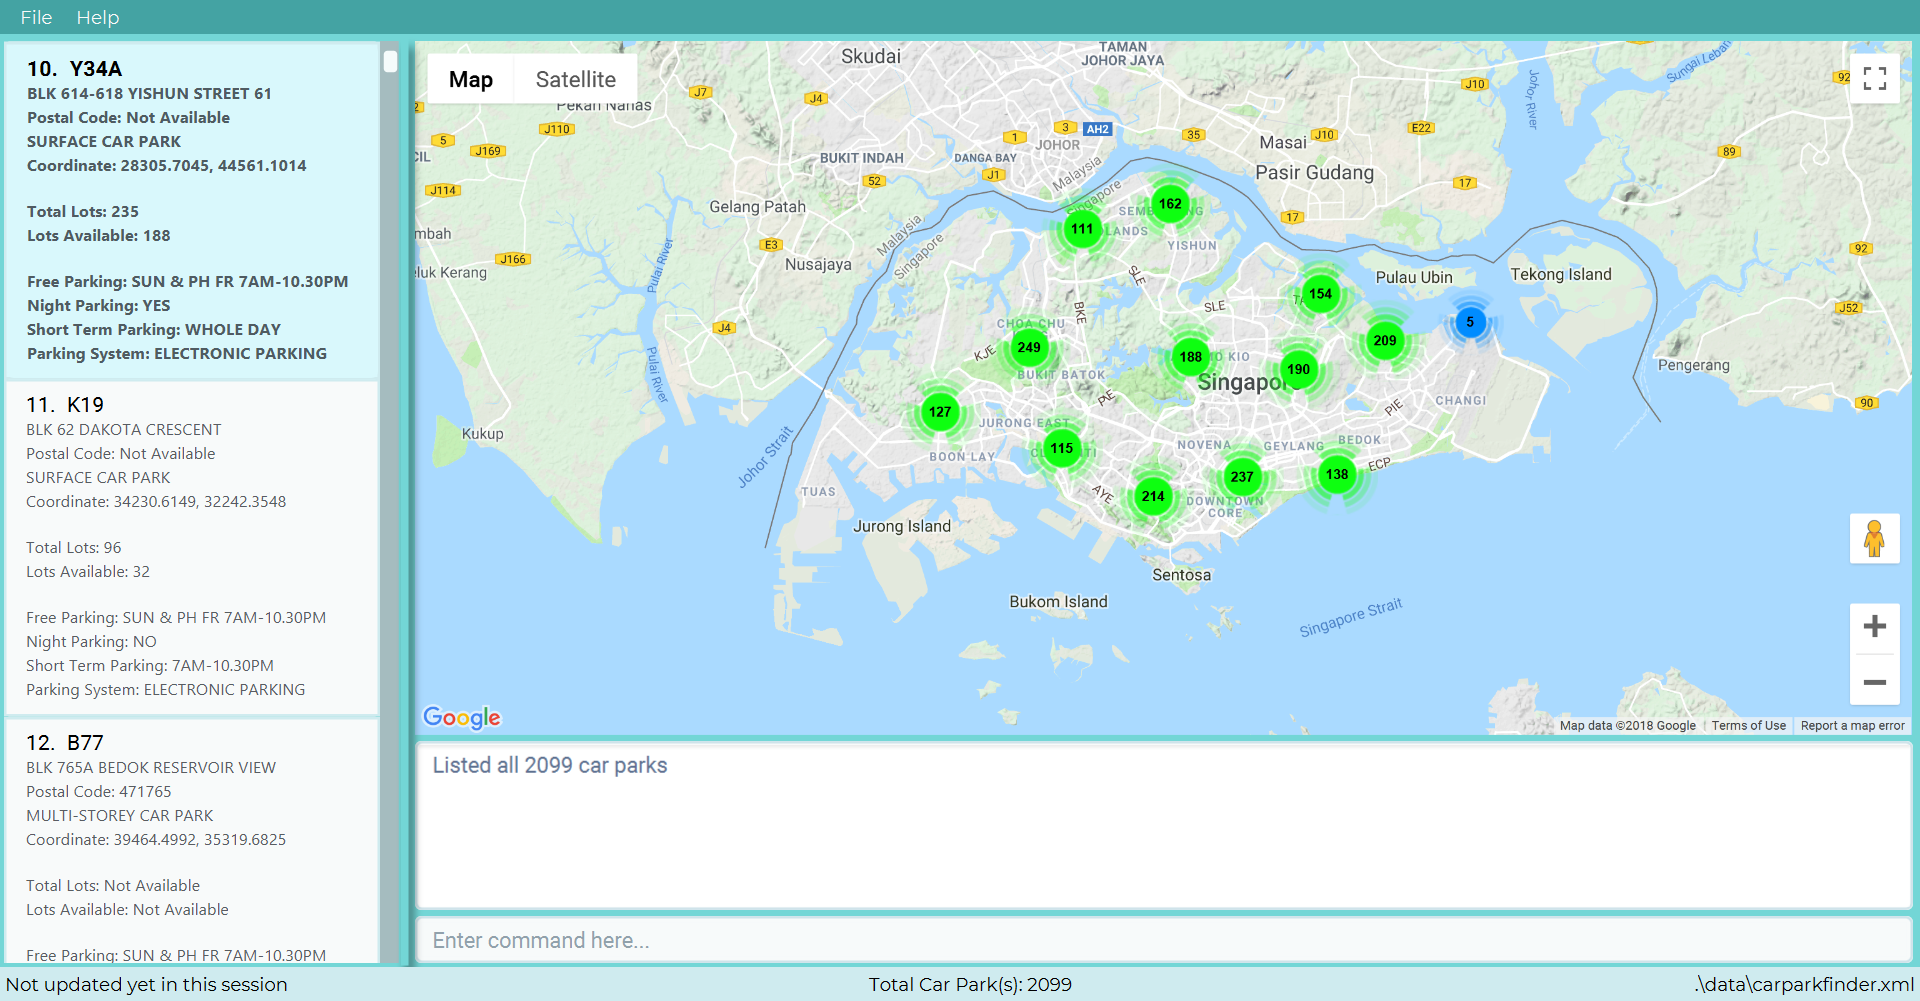 File Help
10. Y34A
BLK 614-618 YISHUN STREET 61
Postal Code: Not Available
SURFACE CAR PARK
Coordinate: 28305.7045, 44561.1014
Total Lots: 235
Lots Available: 188
Free Parking: SUN & PH FR 7AM-10.30PM
Night Parking: YES
Short Term Parking: WHOLE DAY
Parking System: ELECTRONIC PARKING
11. K19
BLK 62 DAKOTA CRESCENT
Postal Code: Not Available
SURFACE CAR PARK
Coordinate: 34230.6149, 32242.3548
Total Lots: 96
Lots Available: 32
Free Parking: SUN & PH FR 7AM-10.30PM
Night Parking: NO
Short Term Parking: 7AM-10.30PM
Parking System: ELECTRONIC PARKING
12. B77
BLK 765A BEDOK RESERVOIR VIEW
Postal Code: 471765
MULTI-STOREY CAR PARK
Coordinate: 39464.4992, 35319.6825
Total Lots: Not Available
Lots Available: Not Available
Free Parking: SUN & PH FR 7AM-10.30PM
Map Satellite
Skudai
TAMAN
JOHOR JAYA
Sungai Lebam
92
J10
J7
J4
Pekan Nanas
2
Johor River
J110
5
J169
CIL
1
3
AH2
35
JOHOR
Masai
J10
E22
89
BUKIT INDAH
DANGA BAY
J1
52
Malaysia
Singapore
Pasir Gudang
17
J114
Gelang Patah
162
SEMB
NG
17
111
LANDS
YISHUN
mbah
E3
Malaysia
Singapore
J166
Nusajaya
Pulai River
eluk Kerang
92
SLE
Pulau Ubin
Tekong Island
154
T
SLE
BKE
J52
5
J4
CHOA CHU
249
KJE
BUKIT BATOK
188
MO KIO
209
190
Singapor
Pulai River
Pengerang
PIE
PIE
CHANGI
90
127
JURONG EAST
Kukup
Johor Strait
115
C
TI
BOON LAY
NOVENA
GEYLANG
BEDOK
ECP
237
138
TUAS
AYE
214
DOWNTOWN
CORE
Jurong Island
Sentosa
Bukom Island
Singapore Strait
Google
Map data ©2018 Google
Terms of Use
Report a map error
Listed all 2099 car parks
Enter command here...
Not updated yet in this session
Total Car Park(s): 2099
.\data\carparkfinder.xml